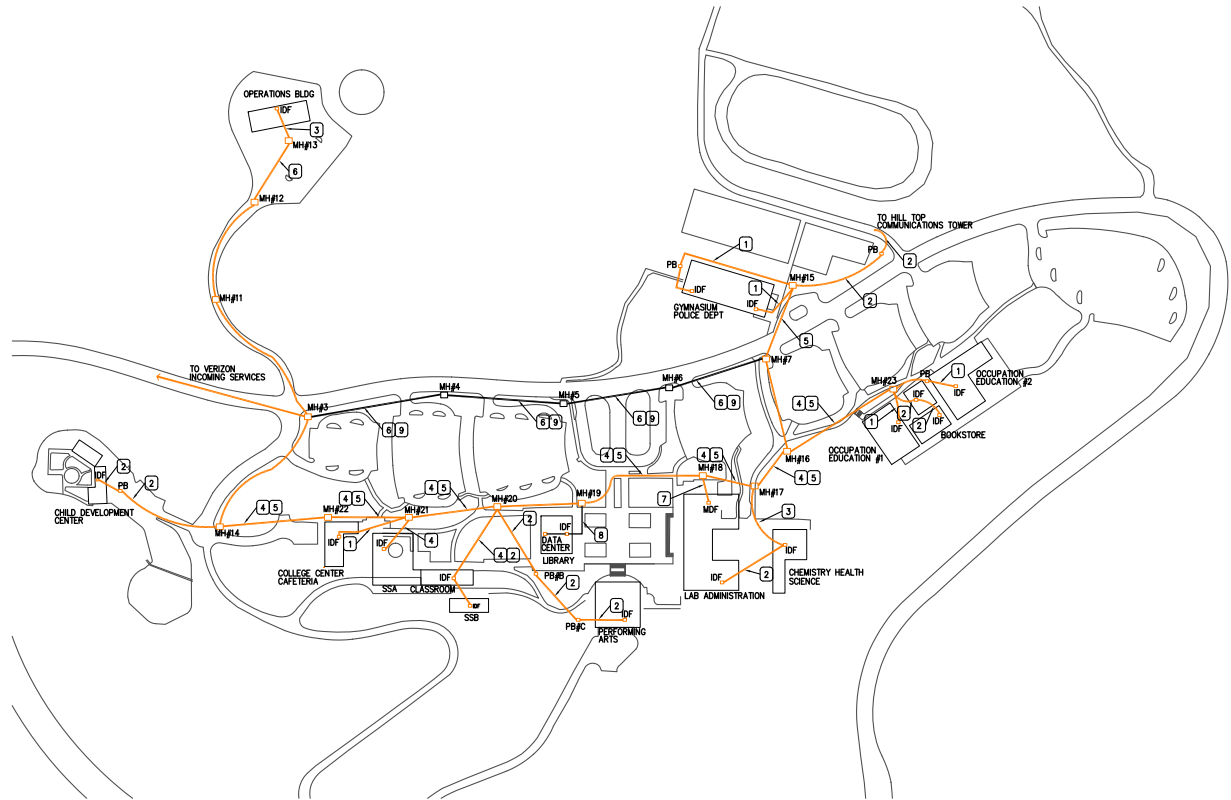 OPERATIONS BLDG
IDF
3
MH#13
6
MH#12
TO HILL TOP
COMMUNICATIONS TOWER
1
PB
2
PB
MH#15
IDF
1
IDF
2
GYMNASIUM
POLICE DEPT
MH#11
5
MH#7
TO VERIZON
INCOMING SERVICES
MH#4
MH#6
MH#5
MH#3
6 9
6 9
6 9
6 9
MH#23
PB
1
OCCUPATION
EDUCATION #2
IDF
4 5
1
2
IDF
2
IDF
BOOKSTORE
OCCUPATION
EDUCATION #1
MH#16
4 5
4 5
4 5
MH#18
MH#17
IDF
2
PB
2
CHILD DEVELOPMENT
CENTER
4 5
4 5
4 5
MH#20
MH#19
7
MDF
3
MH#14
MH#22
MH#21
IDF
1
4
IDF
2
4 2
IDF
DATA
CENTER
8
LIBRARY
COLLEGE CENTER
CAFETERIA
SSA
CLASSROOM
IDF
PB#B
2
IDF
SSB
2
IDF
PB#C
PERFORMING
ARTS
IDF
2
IDF
LAB ADMINISTRATION
CHEMISTRY HEALTH
SCIENCE